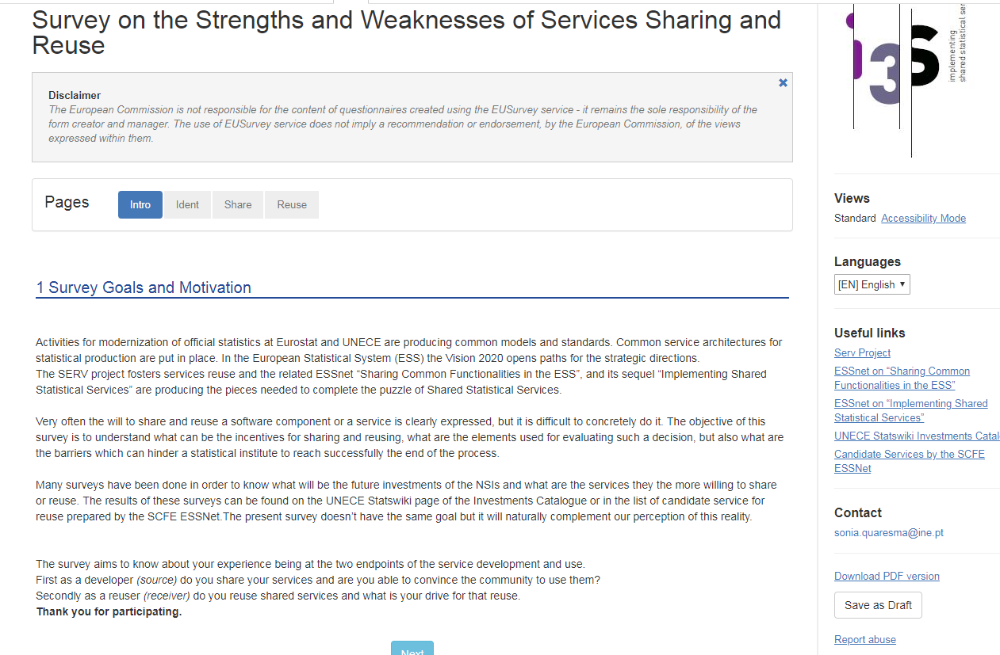 Survey on the Strengths and Weaknesses of Services Sharing and
Reuse
Disclaimer
The European Commission is not responsible for the content of questionnaires created using the EUSurvey service - it remains the sole responsibility of the
form creator and manager. The use of EUSurvey service does not imply a recommendation or endorsement, by the European Commission, of the views
expressed within them.
Pages
Intro
Ident
Share
Reuse
1 Survey Goals and Motivation
Activities for modernization of official statistics at Eurostat and UNECE are producing common models and standards. Common service architectures for
statistical production are put in place. In the European Statistical System (ESS) the Vision 2020 opens paths for the strategic directions.
The SERV project fosters services reuse and the related ESSnet “Sharing Common Functionalities in the ESS”, and its sequel “Implementing Shared
Statistical Services” are producing the pieces needed to complete the puzzle of Shared Statistical Services.
Very often the will to share and reuse a software component or a service is clearly expressed, but it is difficult to concretely do it. The objective of this
survey is to understand what can be the incentives for sharing and reusing, what are the elements used for evaluating such a decision, but also what are
the barriers which can hinder a statistical institute to reach successfully the end of the process.
Many surveys have been done in order to know what will be the future investments of the NSIs and what are the services they the more willing to share
or reuse. The results of these surveys can be found on the UNECE Statswiki page of the Investments Catalogue or in the list of candidate service for
reuse prepared by the SCFE ESSNet.The present survey doesn’t have the same goal but it will naturally complement our perception of this reality.
The survey aims to know about your experience being at the two endpoints of the service development and use.
First as a developer (source) do you share your services and are you able to convince the community to use them?
Secondly as a reuser (receiver) do you reuse shared services and what is your drive for that reuse.
Thank you for participating.
Next
i3S
implementing
shared statistical ser
Views
Standard Accessibility Mode
Languages
[EN] English
Useful links
Serv Project
ESSnet on “Sharing Common
Functionalities in the ESS”
ESSnet on “Implementing Shared
Statistical Services”
UNECE Statswiki Investments Catal
Candidate Services by the SCFE
ESSNet
Contact
sonia.quaresma@ine.pt
Download PDF version
Save as Draft
Report abuse